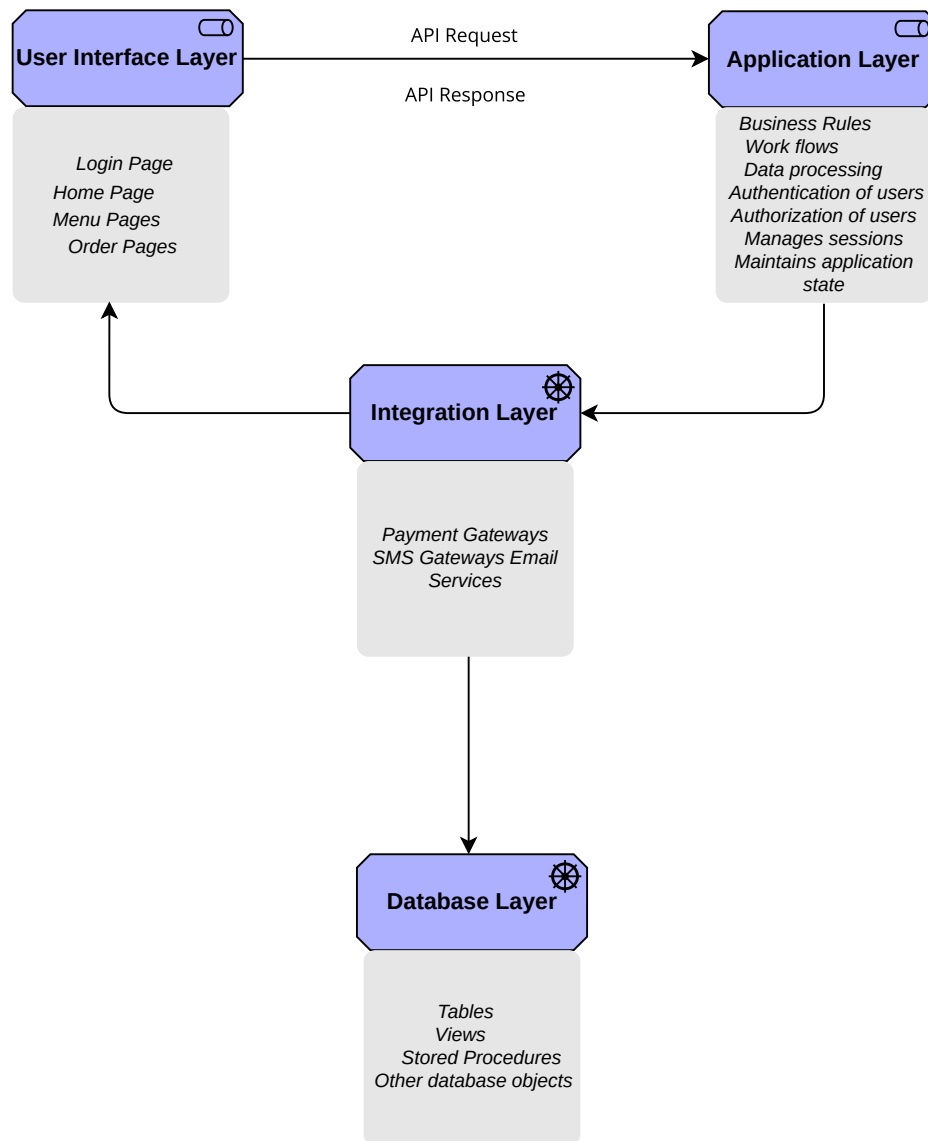 User Interface Layer
API Request
API Response
Application Layer
Login Page
Home Page
Menu Pages
Order Pages
Business Rules
Work flows
Data processing
Authentication of users
Authorization of users
Manages sessions
Maintains application
state
Integration Layer
Payment Gateways
SMS Gateways Email
Services
Database Layer
Tables
Views
Stored Procedures
Other database objects